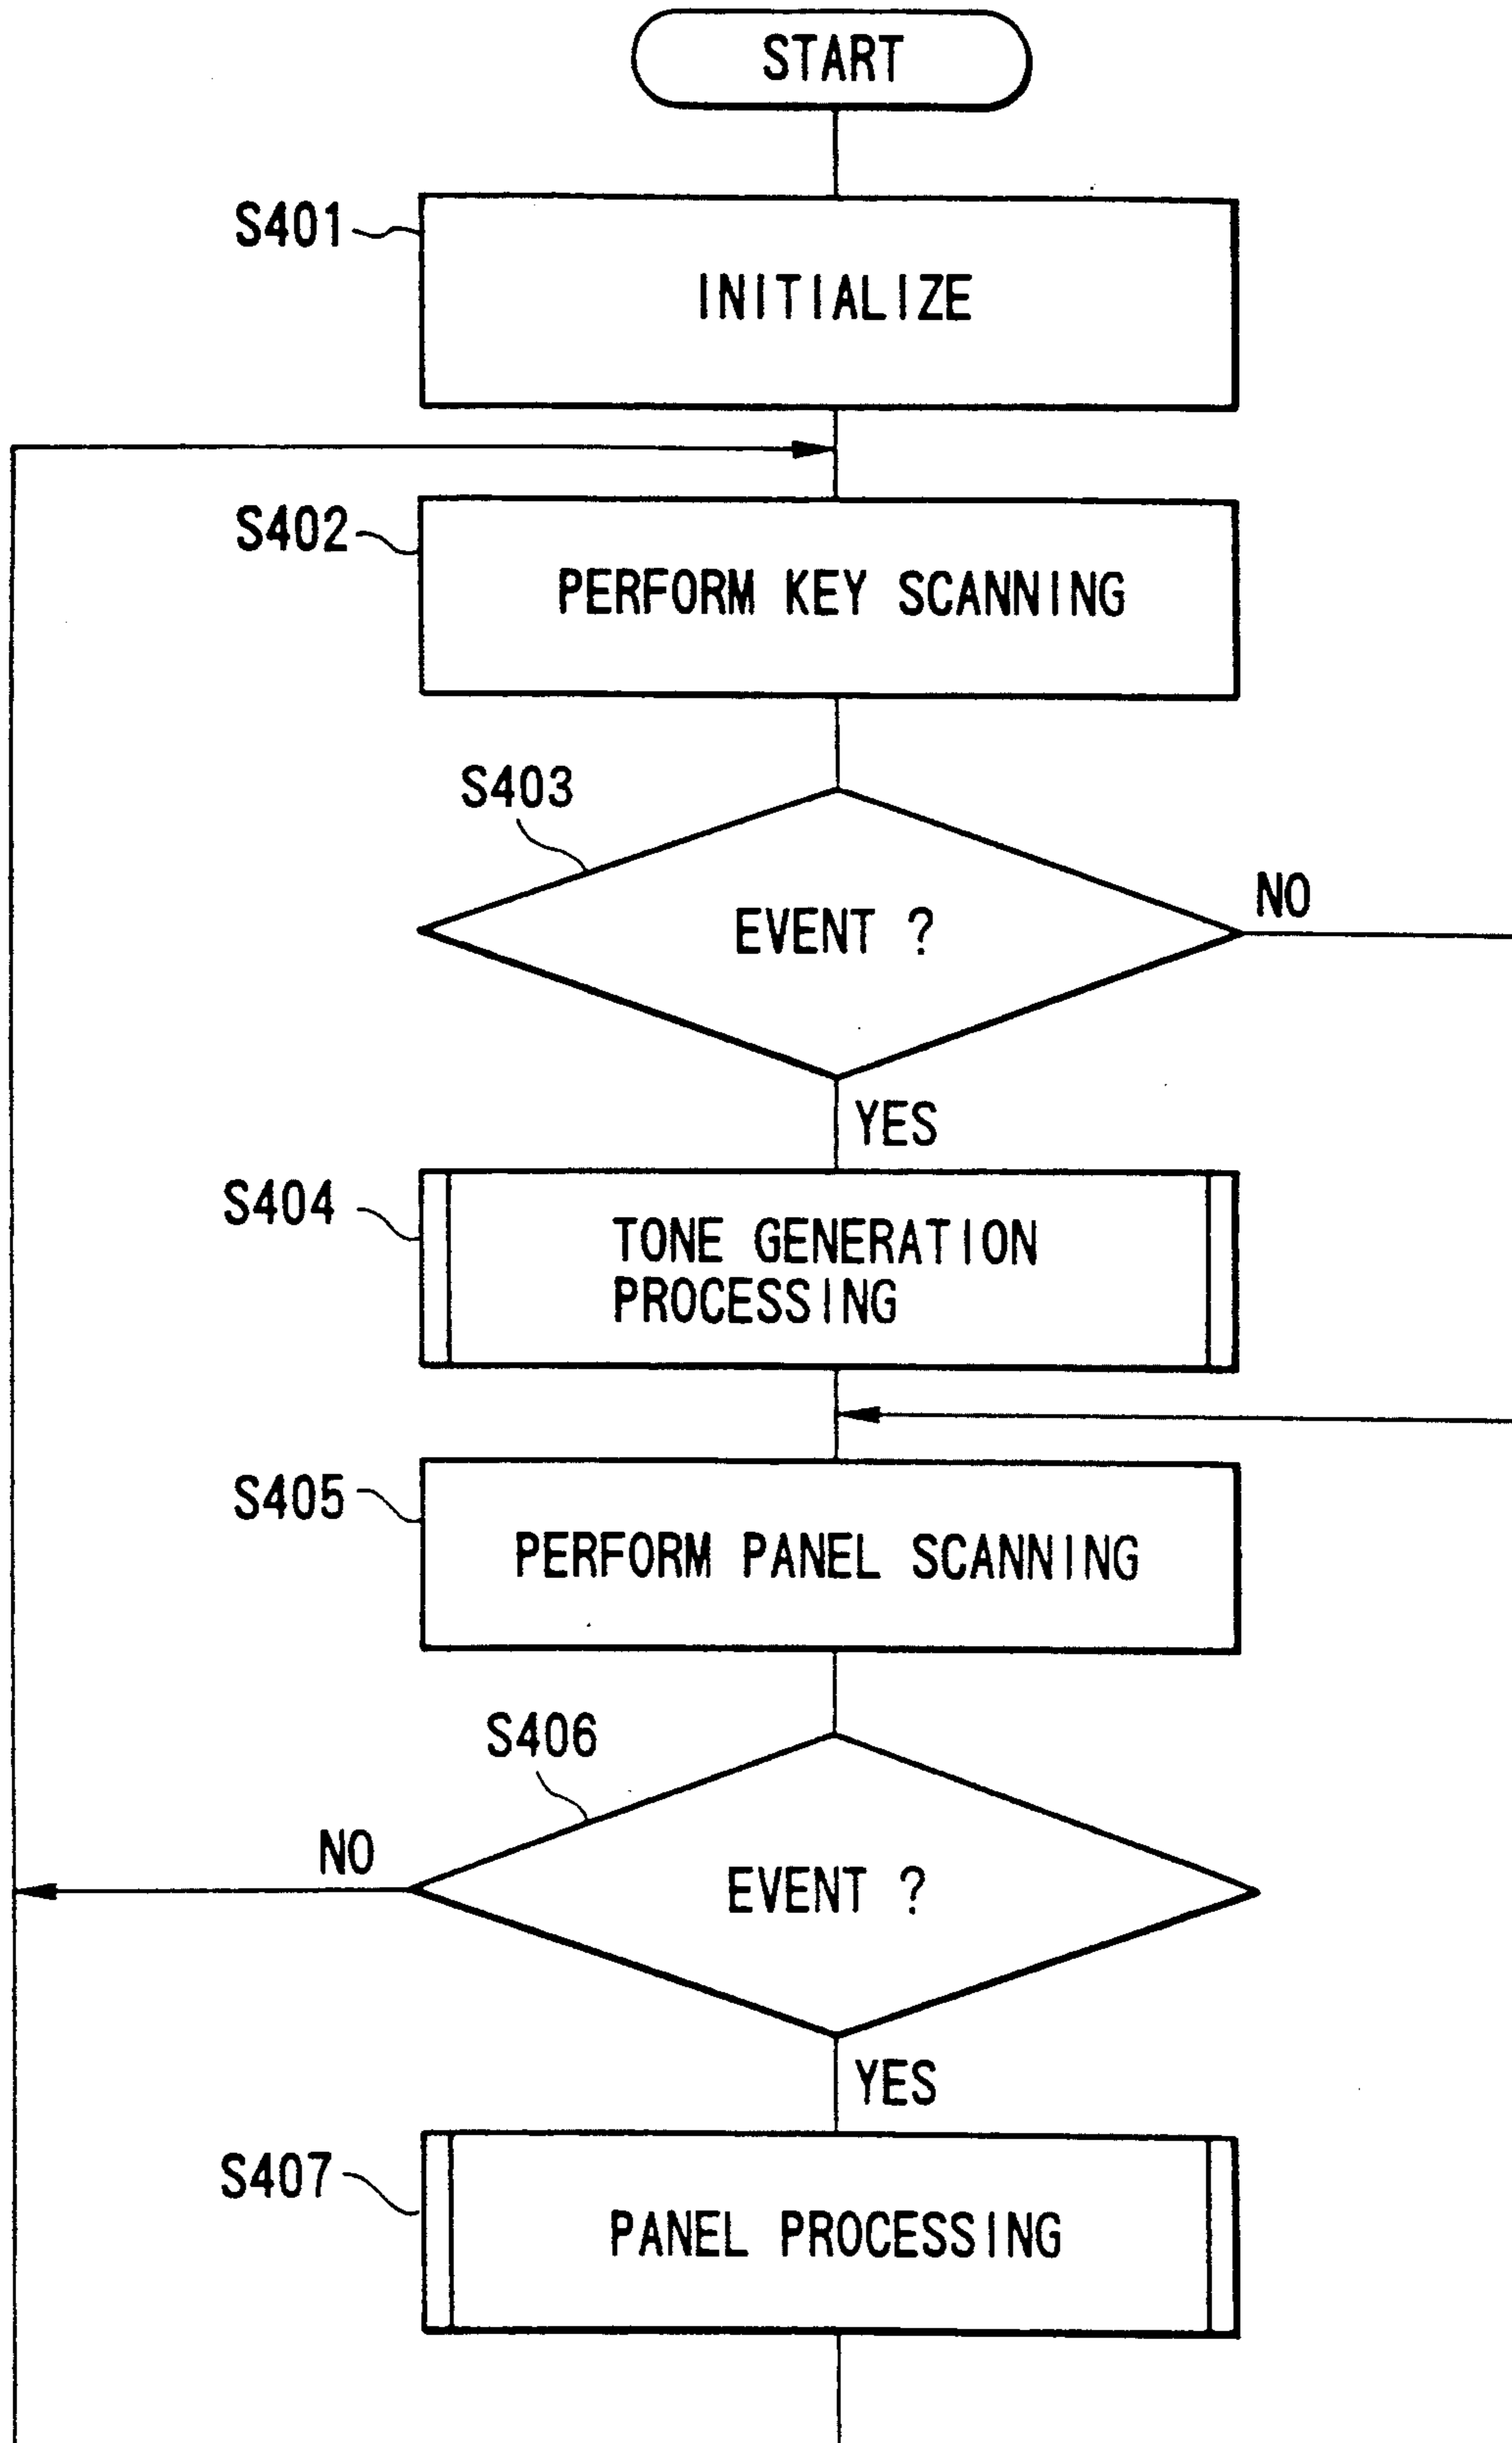 START
S401
INITIALIZE
S402
PERFORM KEY SCANNING
S403
EVENT ?
NO
YES
S404
TONE GENERATION
PROCESSING
S405
PERFORM PANEL SCANNING
S406
NO
EVENT ?
YES
S407
PANEL PROCESSING